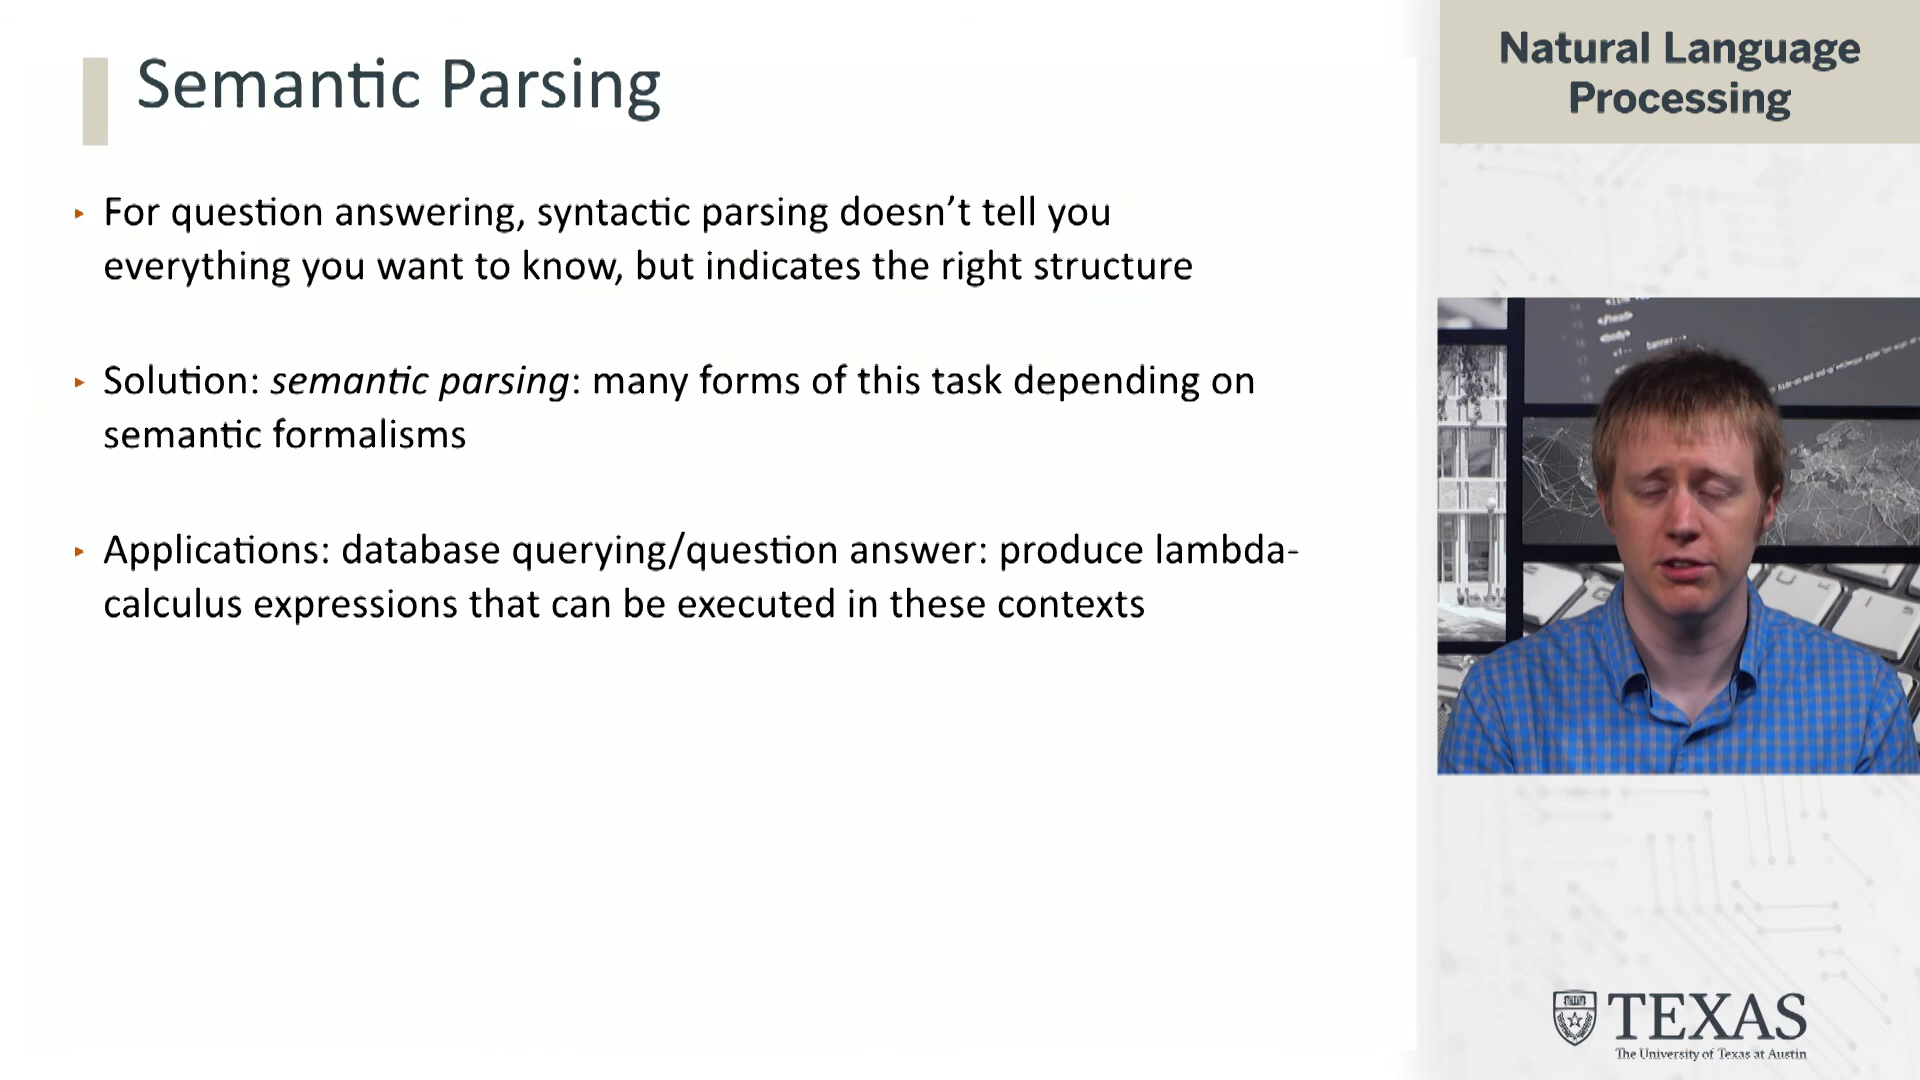 Semantic Parsing
‣ For question answering, syntactic parsing doesn’t tell you
everything you want to know, but indicates the right structure
‣ Solution: semantic parsing: many forms of this task depending on
semantic formalisms
‣ Applications: database querying/question answer: produce lambda-
calculus expressions that can be executed in these contexts
Natural Language
Processing
TEXAS
The University of Texas at Austin